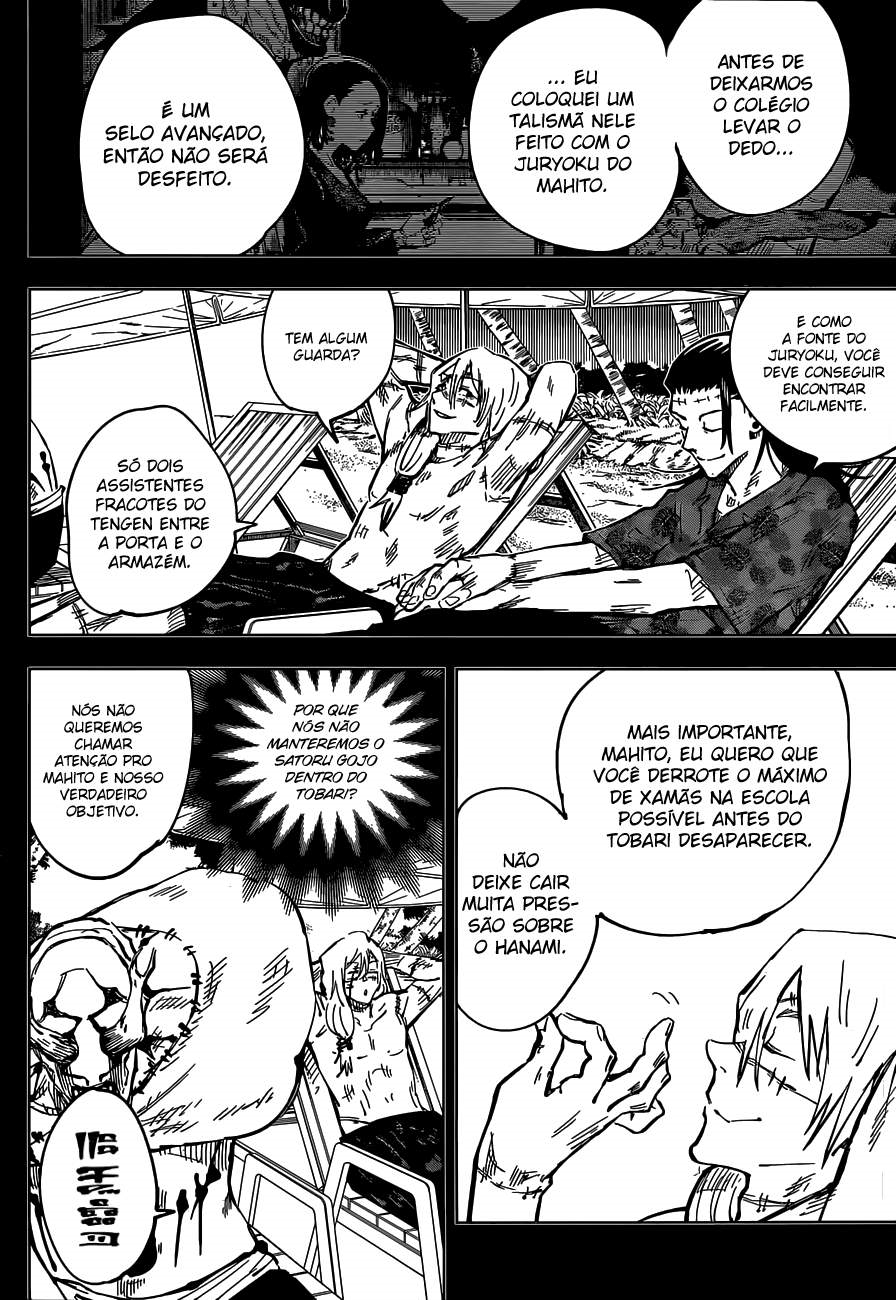 ANTES DE
DEIXARMOS
O COLÉGIO
LEVAR O
DEDO...
... EU
COLOQUEI UM
TALISMÃ NELE
FEITO COM O
JURYOKU DO
MAHITO.
É UM
SELO AVANÇADO,
ENTÃO NÃO SERÁ
DESFEITO.
E COMO
A FONTE DO
JURYOKU, VOCÊ
DEVE CONSEGUIR
ENCONTRAR
FACILMENTE.
TEM ALGUM
GUARDA?
SÓ DOIS
ASSISTENTES
FRACOTES DO
TENGEN ENTRE
A PORTA E O
ARMAZÉM.
MAIS IMPORTANTE,
MAHITO, EU QUERO QUE
VOCÊ DERROTE O MÁXIMO
DE XAMÃS NA ESCOLA
POSSÍVEL ANTES DO
TOBARI DESAPARECER.
NÃO
DEIXE CAIR
MUITA PRES-
SÃO SOBRE
O HANAMI.
POR QUE
NÓS NÃO
MANTEREMOS O
SATORU GOJO
DENTRO DO
TOBARI?
NÓS NÃO
QUEREMOS
CHAMAR
ATENÇÃO PRO
MAHITO E NOSSO
VERDADEIRO
OBJETIVO.